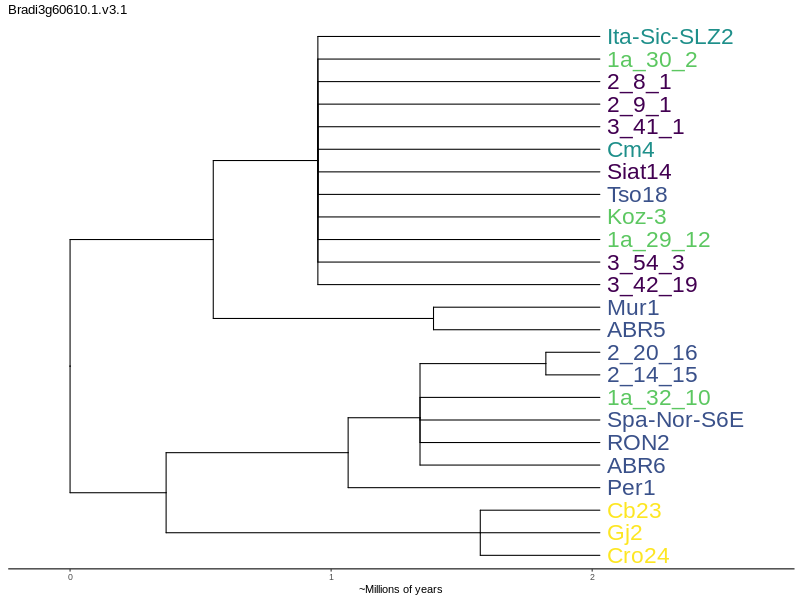 Bradi3g60610.1.v3.1
Ita-Sic-SLZ2
1a_30_2
2_8_1
2_9_1
3_41_1
Cm4
Siat14
Tso18
Koz-3
1a_29_12
3_54_3
3_42_19
Mur1
ABR5
2_20_16
2_14_15
1a_32_10
Spa-Nor-S6E
RON2
ABR6
Per1
Cb23
Gj2
Cro24
0 1 2
~Millions of years